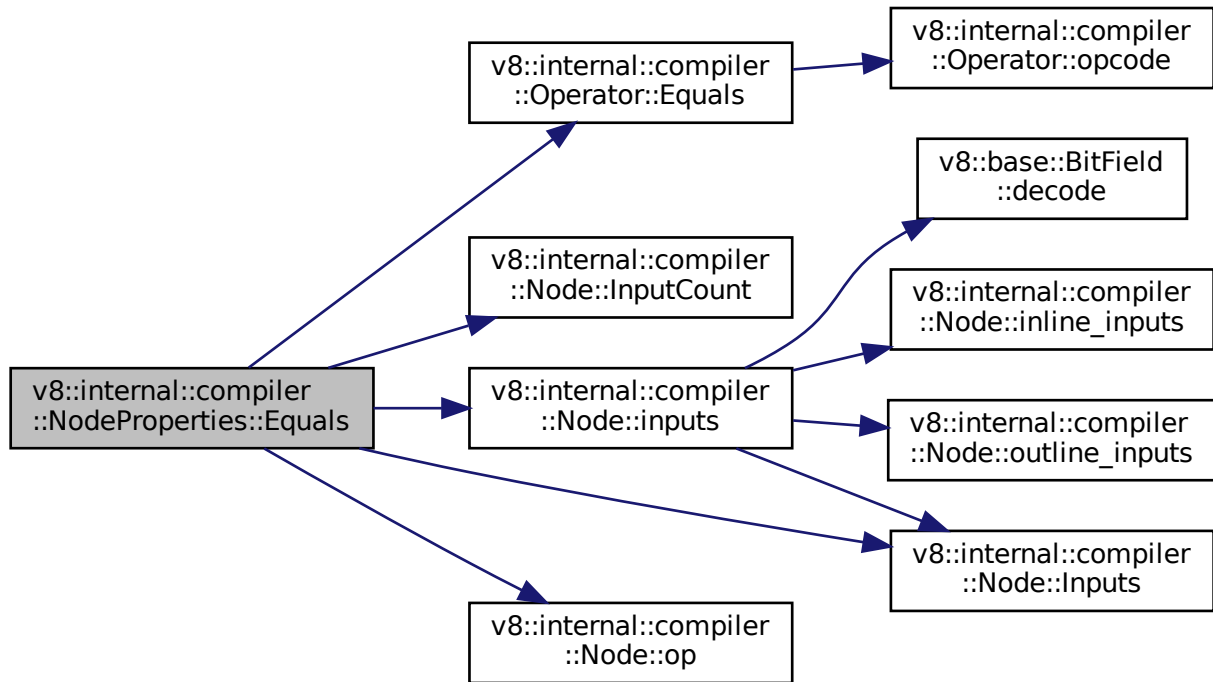 v8::internal::compiler
::NodeProperties::Equals
v8::internal::compiler
::Operator::Equals
v8::internal::compiler
::Node::InputCount
v8::internal::compiler
::Node::inputs
v8::internal::compiler
::Node::op
v8::internal::compiler
::Operator::opcode
v8::base::BitField
::decode
v8::internal::compiler
::Node::inline_inputs
v8::internal::compiler
::Node::outline_inputs
v8::internal::compiler
::Node::Inputs